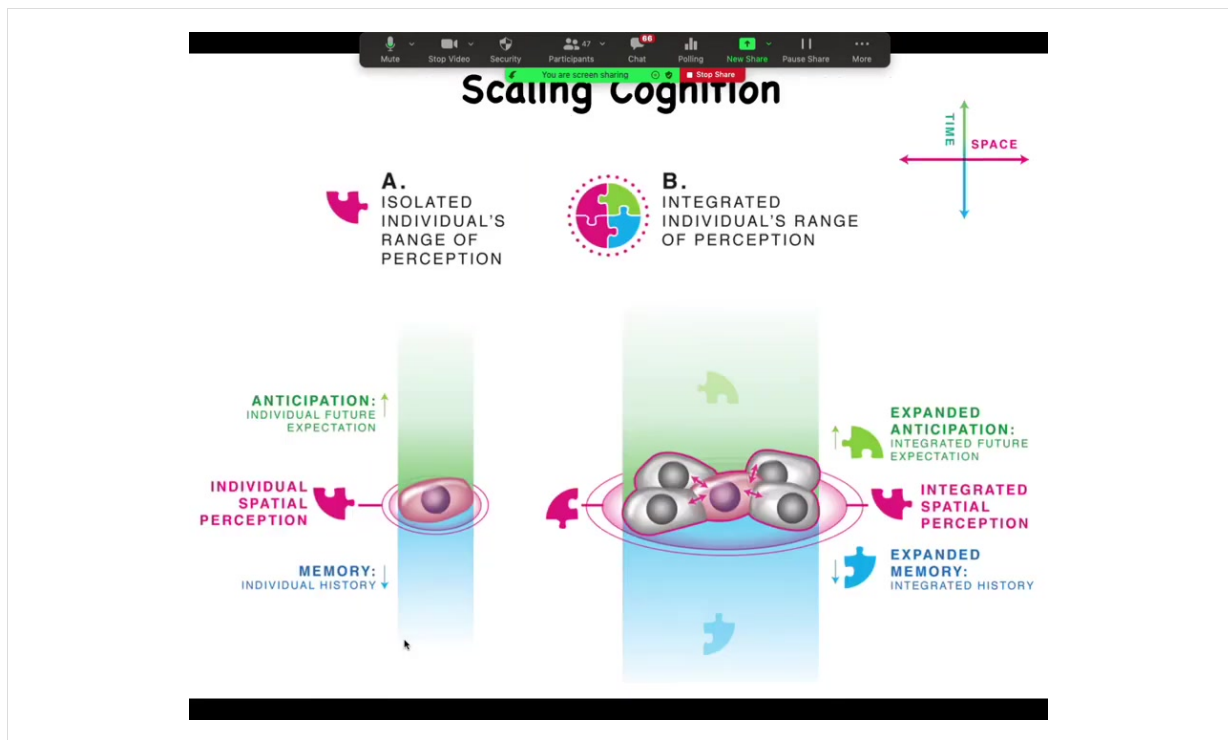 Mute
Stop Video
Security
47
Participants
66
Chat
Polling
New Share
Pause Share
More
You are screen sharing
Stop Share
Scaling Cognition
TIME
SPACE
A.
ISOLATED
INDIVIDUAL'S
RANGE OF
PERCEPTION
B.
INTEGRATED
INDIVIDUAL'S RANGE
OF PERCEPTION
ANTICIPATION:
INDIVIDUAL FUTURE
EXPECTATION
INDIVIDUAL
SPATIAL
PERCEPTION
MEMORY:
INDIVIDUAL HISTORY
EXPANDED
ANTICIPATION:
INTEGRATED FUTURE
EXPECTATION
INTEGRATED
SPATIAL
PERCEPTION
EXPANDED
MEMORY:
INTEGRATED HISTORY